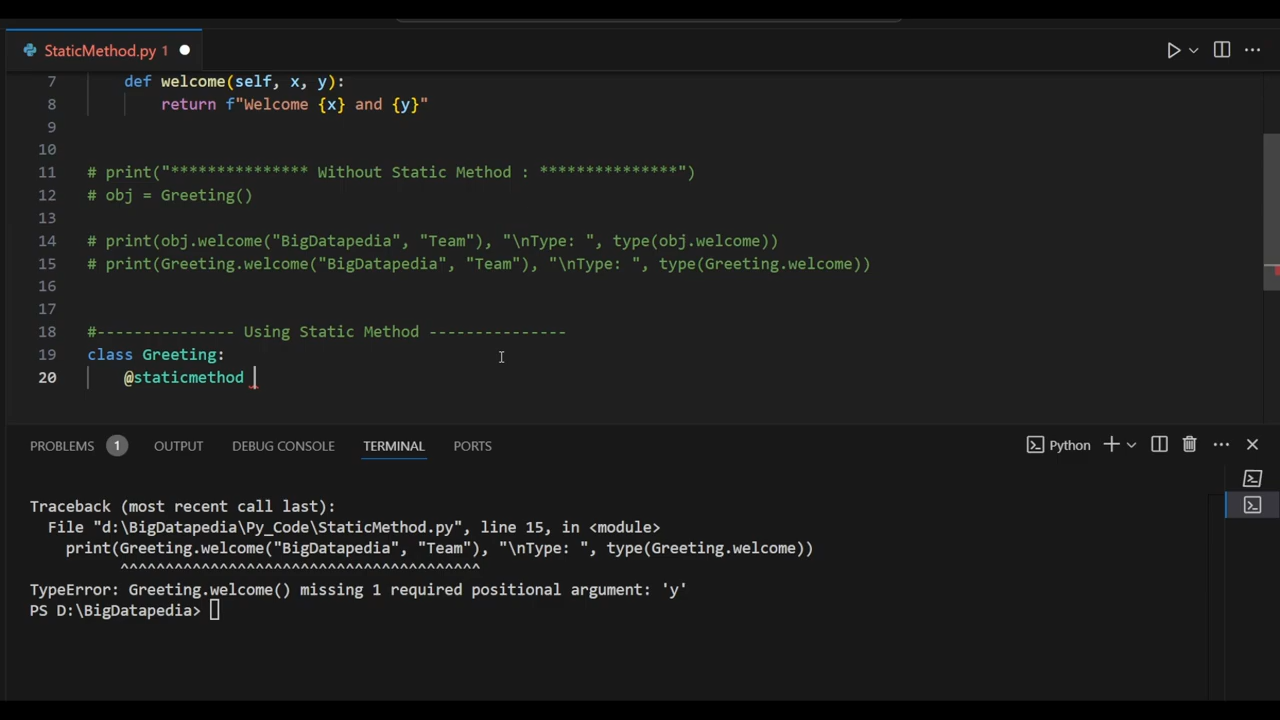 StaticMethod.py 1
7 def welcome(self, x, y):
8 return f"Welcome {x} and {y}"
9
10
11 # print("*************** Without Static Method : ***************")
12 # obj = Greeting()
13
14 # print(obj.welcome("BigDatapedia", "Team"), "\nType: ", type(obj.welcome))
15 # print(Greeting.welcome("BigDatapedia", "Team"), "\nType: ", type(Greeting.welcome))
16
17
18 #--------------- Using Static Method ---------------
19 class Greeting:
20 @staticmethod
PROBLEMS 1 OUTPUT DEBUG CONSOLE TERMINAL PORTS Python
Traceback (most recent call last):
File "d:\BigDatapedia\Py_Code\StaticMethod.py", line 15, in <module>
print(Greeting.welcome("BigDatapedia", "Team"), "\nType: ", type(Greeting.welcome))
^^^^^^^^^^^^^^^^^^^^^^^^^^^^^^^^^^^^^^^
TypeError: Greeting.welcome() missing 1 required positional argument: 'y'
PS D:\BigDatapedia>